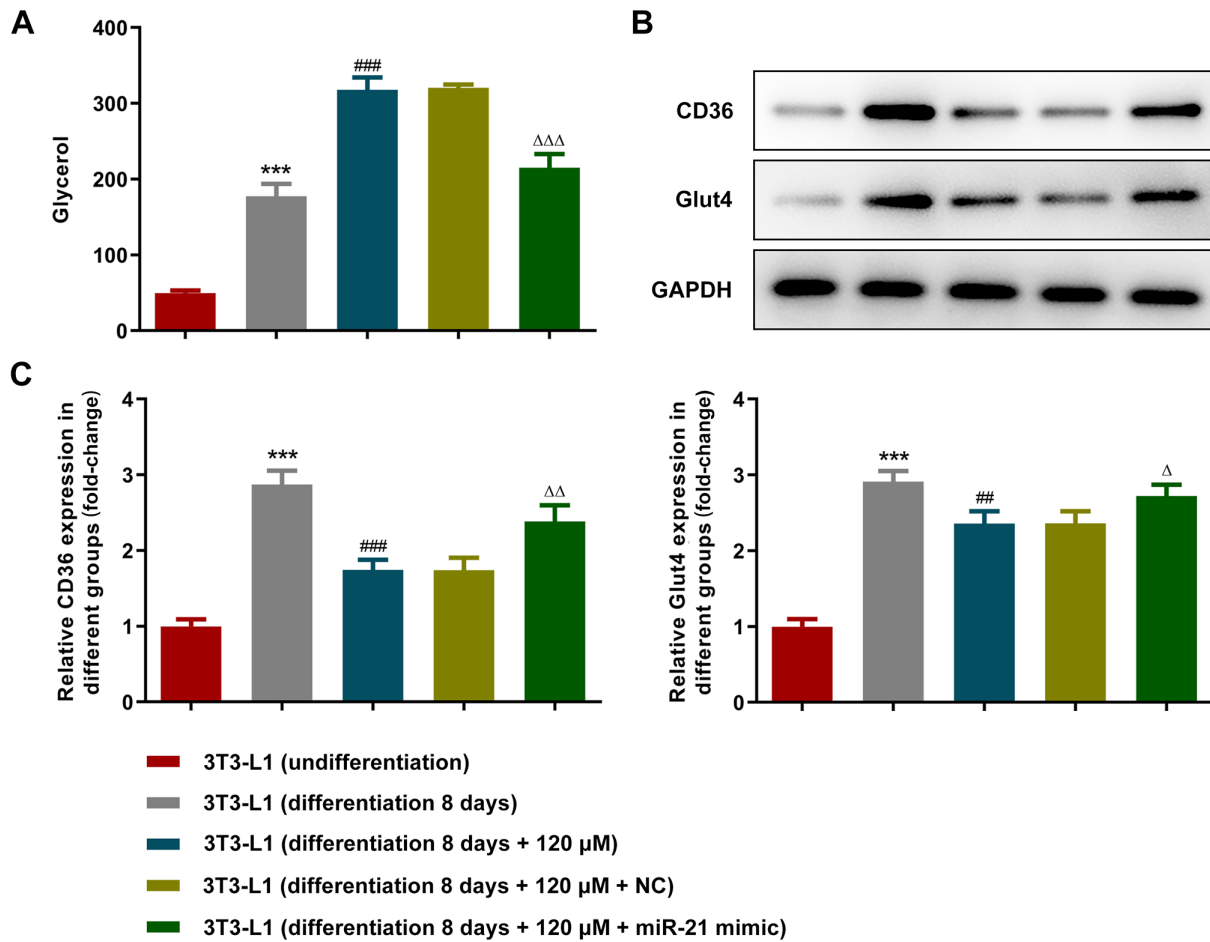 A
Glycerol
400
300
200
100
0
***
###
ΔΔΔ
B
CD36
Glut4
GAPDH
C
Relative CD36 expression in
different groups (fold-change)
4
3
2
1
0
***
###
ΔΔ
Relative Glut4 expression in
different groups (fold-change)
4
3
2
1
0
***
##
Δ
3T3-L1 (undifferentiation)
3T3-L1 (differentiation 8 days)
3T3-L1 (differentiation 8 days + 120 μM)
3T3-L1 (differentiation 8 days + 120 μM + NC)
3T3-L1 (differentiation 8 days + 120 μM + miR-21 mimic)